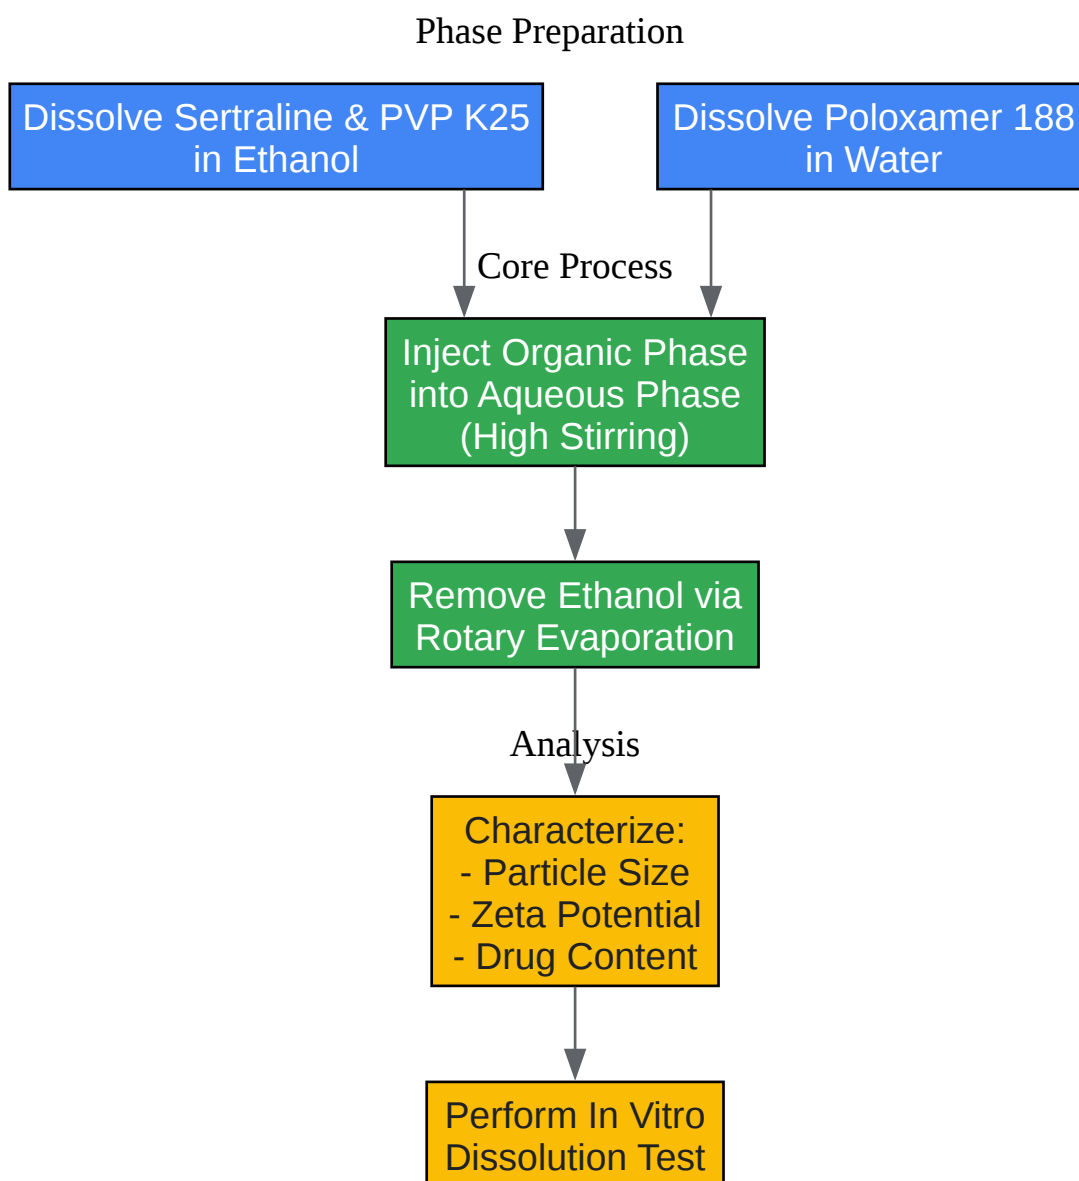 Phase Preparation
Dissolve Sertraline & PVP K25
in Ethanol
Dissolve Poloxamer 188
in Water
Core Process
Inject Organic Phase
into Aqueous Phase
(High Stirring)
Remove Ethanol via
Rotary Evaporation
Analysis
Characterize:
- Particle Size
- Zeta Potential
- Drug Content
Perform In Vitro
Dissolution Test